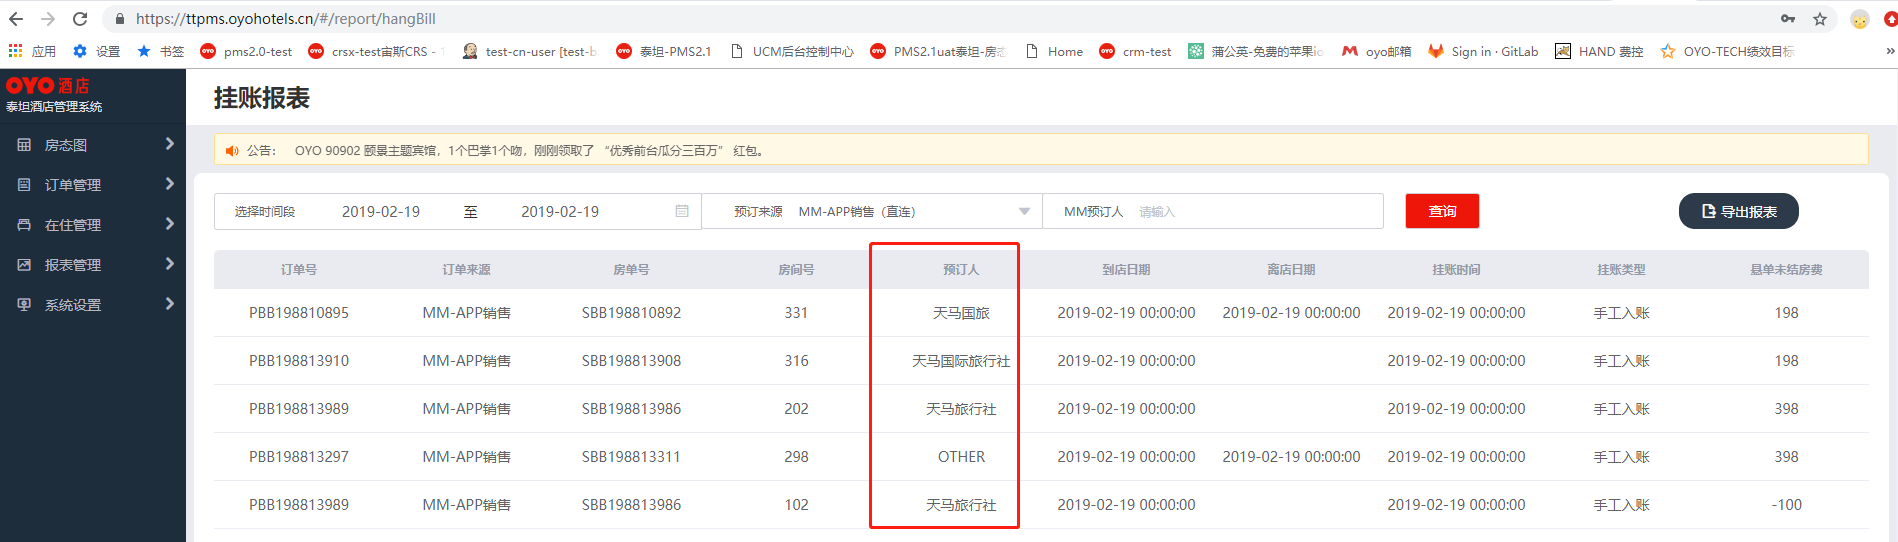 https://ttpms.oyohotels.cn/#/report/hangBill
应用 设置 书签 pms2.0-test crsx-test宙斯CRS - 1 test-cn-user [test-b 泰坦-PMS2.1 UCM后台控制中心 PMS2.1uat泰坦-房态 Home crm-test 蒲公英-免费的苹果io oyo邮箱 Sign in · GitLab HAND 费控 OYO-TECH绩效目标 »
OYO 酒店
泰坦酒店管理系统
房态图
订单管理
在住管理
报表管理
系统设置
挂账报表
公告： OYO 90902 颐景主题宾馆，1个巴掌1个吻，刚刚领取了 “优秀前台瓜分三百万” 红包。
选择时间段 2019-02-19 至 2019-02-19 预订来源 MM-APP销售（直连） MM预订人 请输入 查询 导出报表
订单号 订单来源 房单号 房间号 预订人 到店日期 离店日期 挂账时间 挂账类型 悬单未结房费
PBB198810895 MM-APP销售 SBB198810892 331 天马国旅 2019-02-19 00:00:00 2019-02-19 00:00:00 2019-02-19 00:00:00 手工入账 198
PBB198813910 MM-APP销售 SBB198813908 316 天马国际旅行社 2019-02-19 00:00:00 2019-02-19 00:00:00 手工入账 198
PBB198813989 MM-APP销售 SBB198813986 202 天马旅行社 2019-02-19 00:00:00 2019-02-19 00:00:00 手工入账 398
PBB198813297 MM-APP销售 SBB198813311 298 OTHER 2019-02-19 00:00:00 2019-02-19 00:00:00 2019-02-19 00:00:00 手工入账 398
PBB198813989 MM-APP销售 SBB198813986 102 天马旅行社 2019-02-19 00:00:00 2019-02-19 00:00:00 手工入账 -100